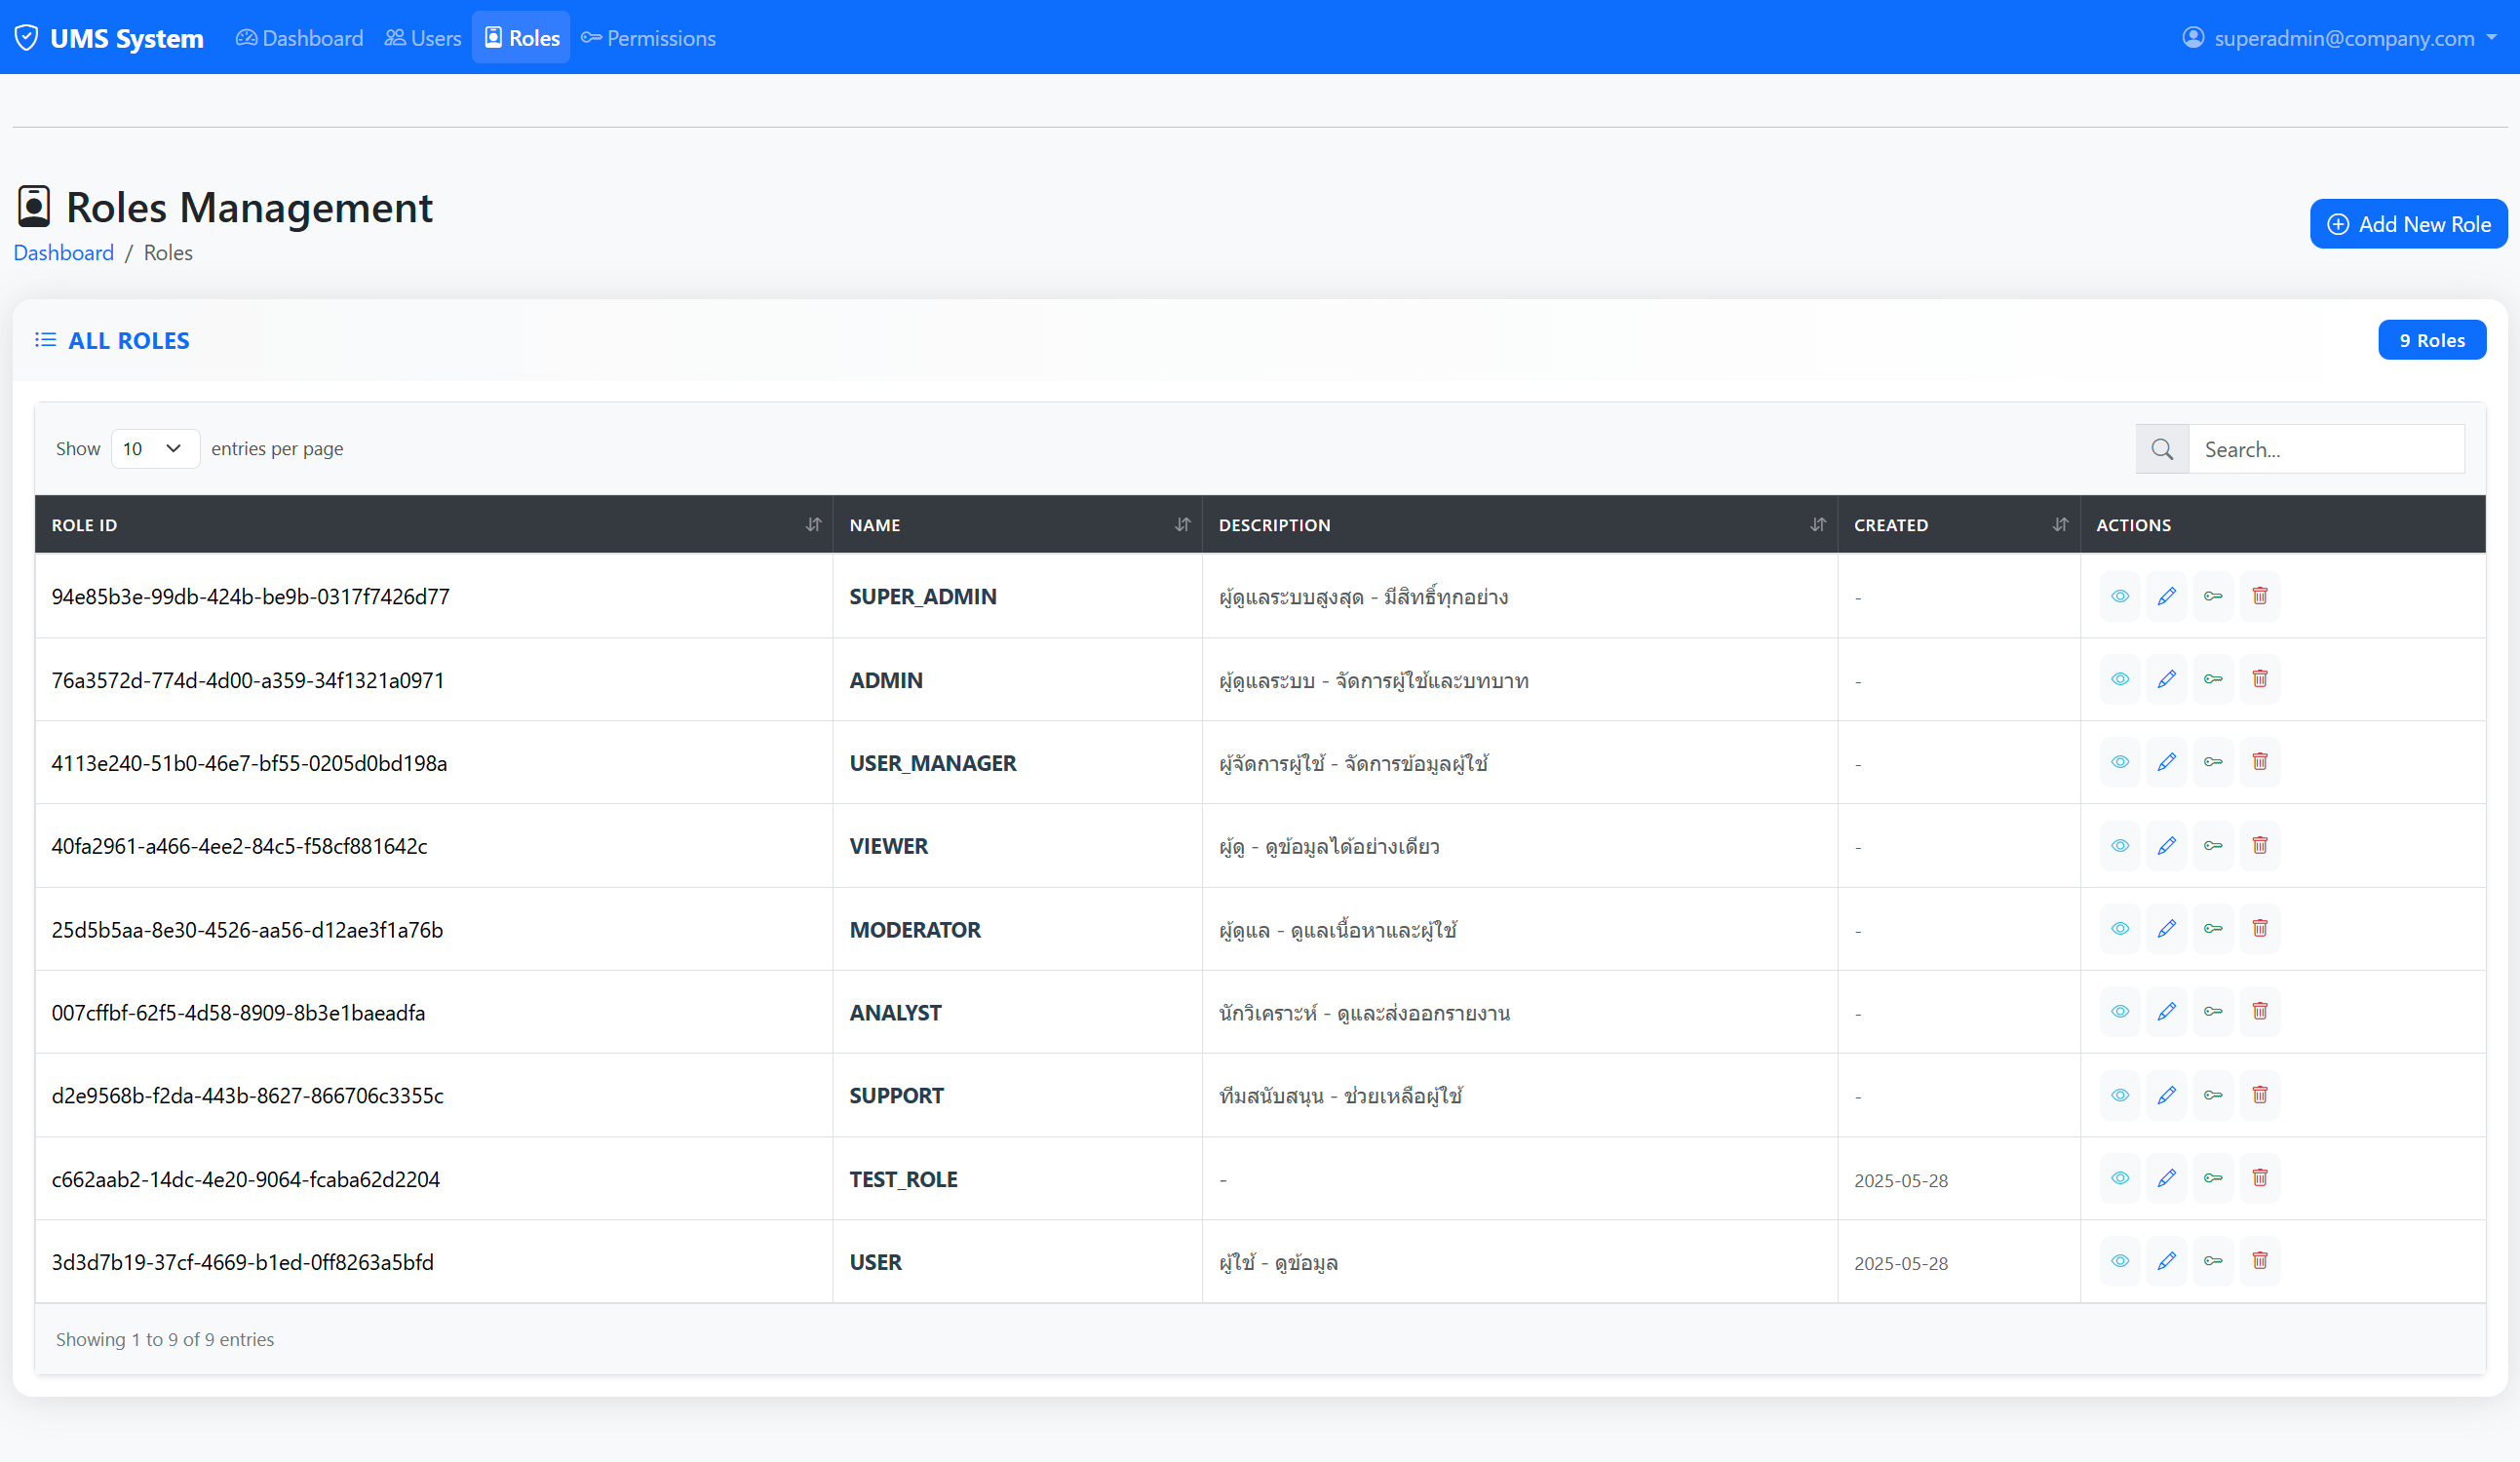 UMS System Dashboard Users Roles Permissions superadmin@company.com
Roles Management
Add New Role
Dashboard / Roles
ALL ROLES 9 Roles
Show 10 entries per page Search...
ROLE ID NAME DESCRIPTION CREATED ACTIONS
94e85b3e-99db-424b-be9b-0317f7426d77 SUPER_ADMIN ผู้ดูแลระบบสูงสุด - มีสิทธิ์ทุกอย่าง -
76a3572d-774d-4d00-a359-34f1321a0971 ADMIN ผู้ดูแลระบบ - จัดการผู้ใช้และบทบาท -
4113e240-51b0-46e7-bf55-0205d0bd198a USER_MANAGER ผู้จัดการผู้ใช้ - จัดการข้อมูลผู้ใช้ -
40fa2961-a466-4ee2-84c5-f58cf881642c VIEWER ผู้ดู - ดูข้อมูลได้อย่างเดียว -
25d5b5aa-8e30-4526-aa56-d12ae3f1a76b MODERATOR ผู้ดูแล - ดูแลเนื้อหาและผู้ใช้ -
007cffbf-62f5-4d58-8909-8b3e1baeadfa ANALYST นักวิเคราะห์ - ดูและส่งออกรายงาน -
d2e9568b-f2da-443b-8627-866706c3355c SUPPORT ทีมสนับสนุน - ช่วยเหลือผู้ใช้ -
c662aab2-14dc-4e20-9064-fcaba62d2204 TEST_ROLE - 2025-05-28
3d3d7b19-37cf-4669-b1ed-0ff8263a5bfd USER ผู้ใช้ - ดูข้อมูล 2025-05-28
Showing 1 to 9 of 9 entries